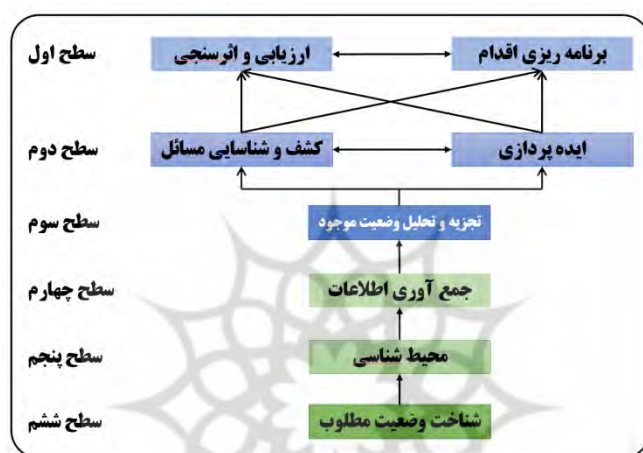 سطح اول
برنامه ریزی اقدام
ارزیابی و اثرسنجی
سطح دوم
ایده پردازی
کشف و شناسایی مسائل
سطح سوم
تجزیه و تحلیل وضعیت موجود
سطح چهارم
جمع آوری اطلاعات
سطح پنجم
محیط شناسی
سطح ششم
شناخت وضعیت مطلوب